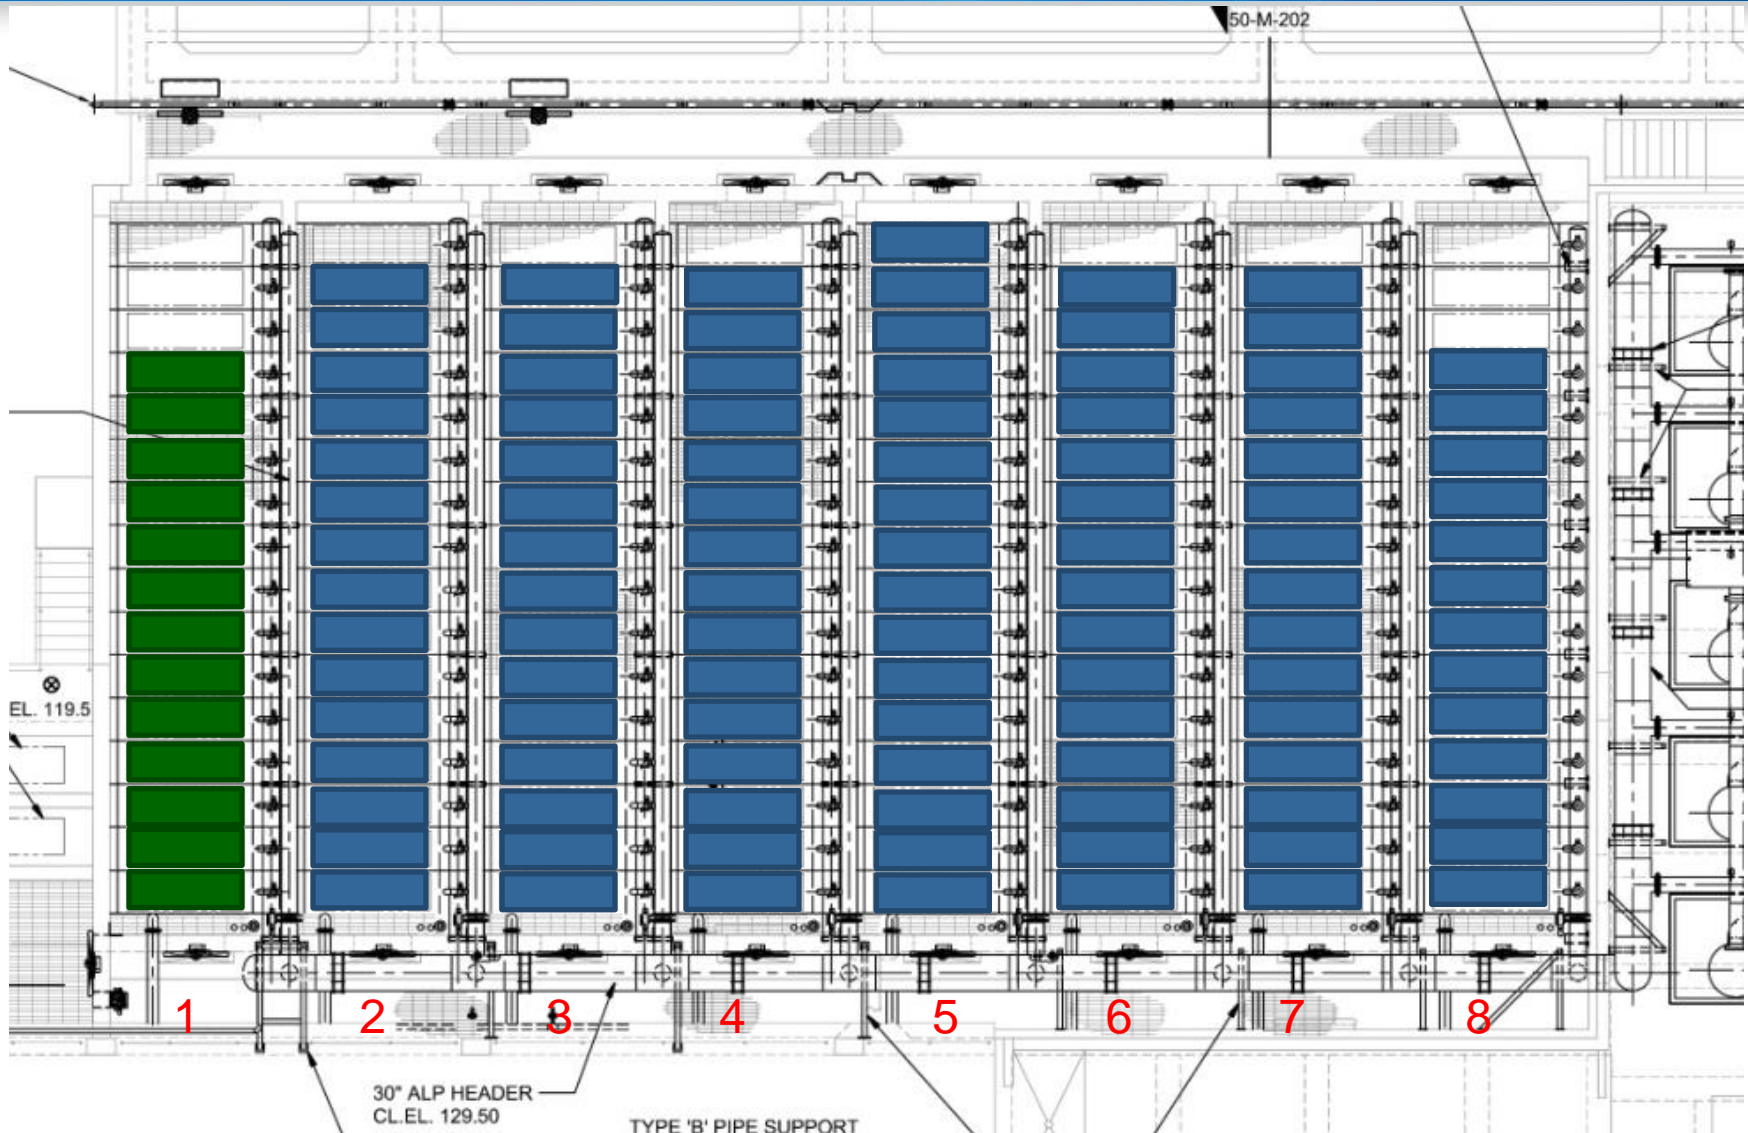 50-M-202
EL. 119.5
1 2 3 4 5 6 7 8
30" ALP HEADER
CL.EL. 129.50
TYPE 'B' PIPE SUPPORT